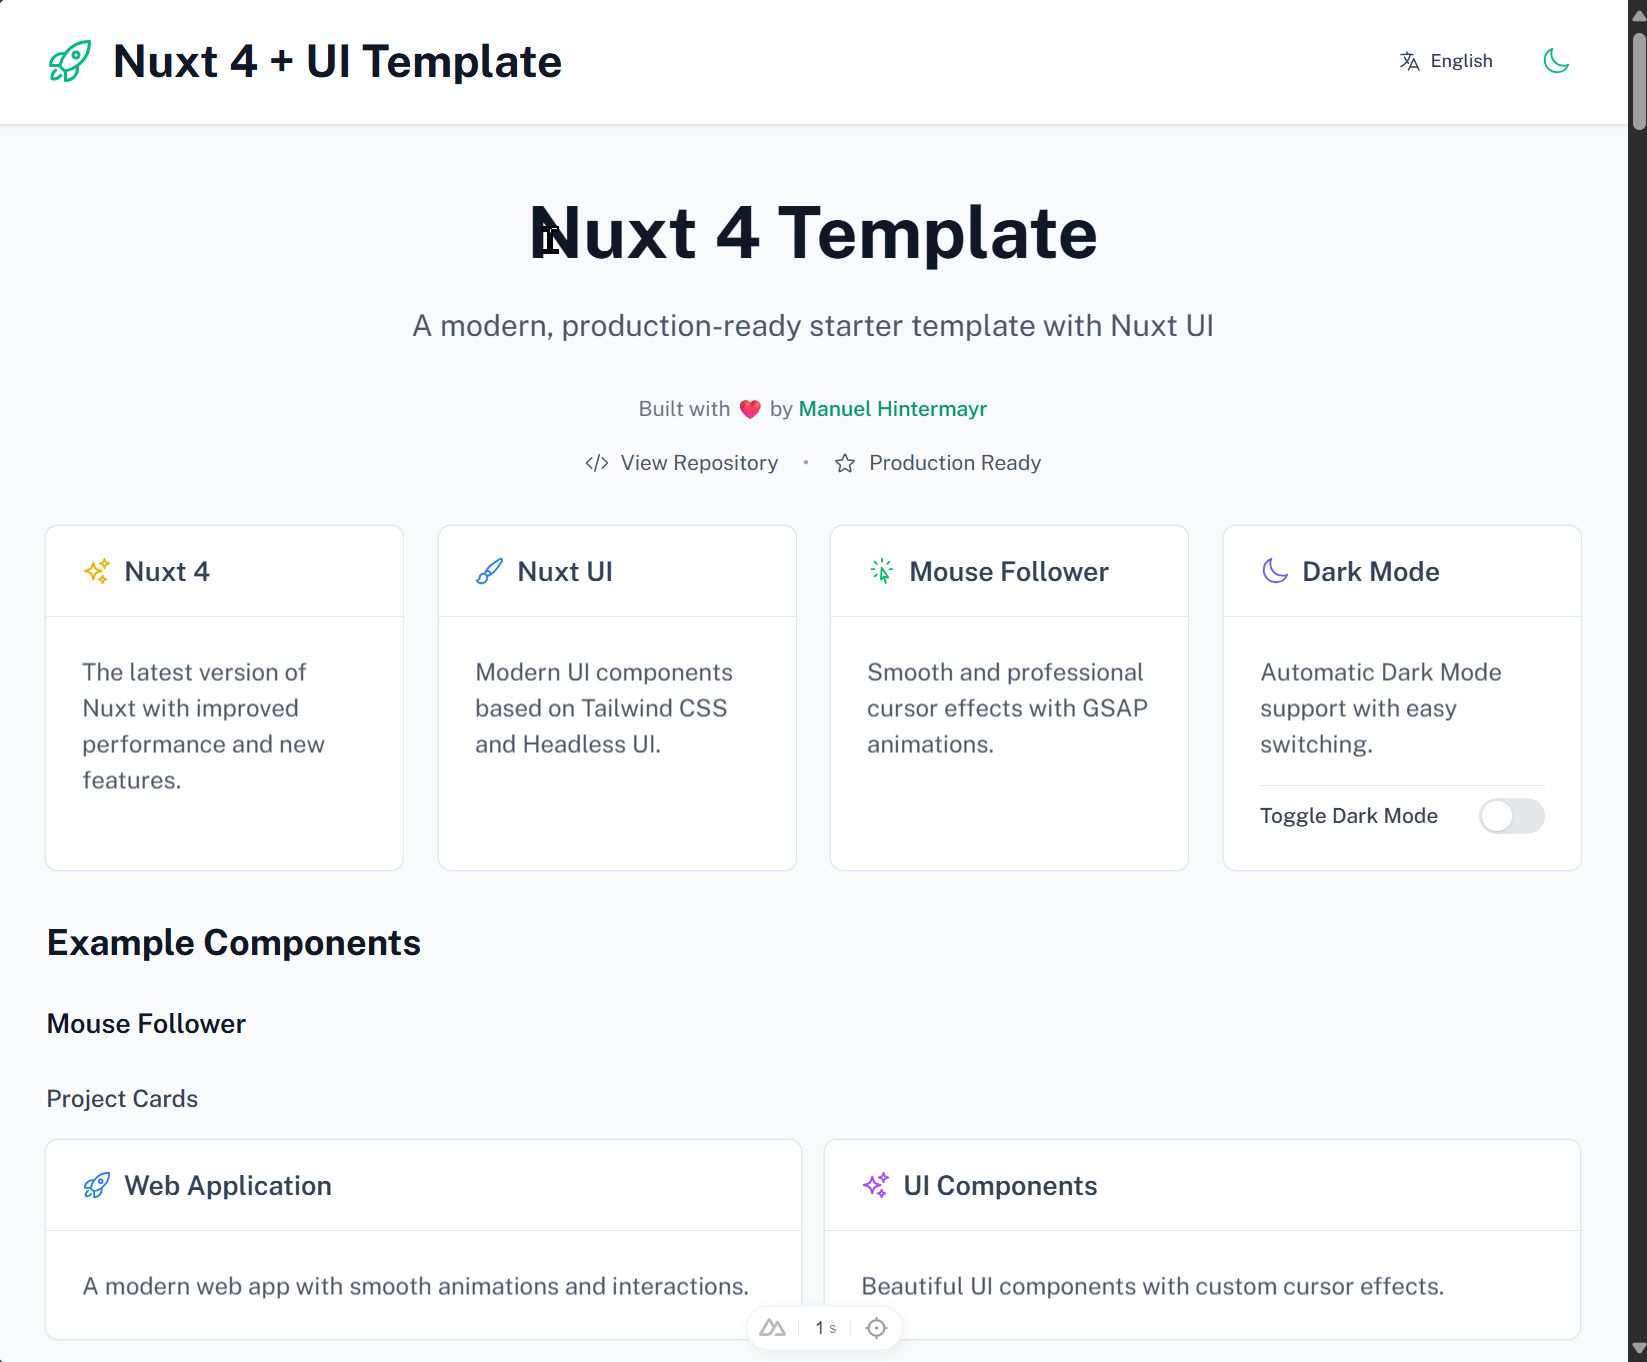 Nuxt 4 + UI Template
English
Nuxt 4 Template
A modern, production-ready starter template with Nuxt UI
Built with ❤️ by Manuel Hintermayr
View Repository • Production Ready
Nuxt 4
The latest version of
Nuxt with improved
performance and new
features.
Nuxt UI
Modern UI components
based on Tailwind CSS
and Headless UI.
Mouse Follower
Smooth and professional
cursor effects with GSAP
animations.
Dark Mode
Automatic Dark Mode
support with easy
switching.
Toggle Dark Mode
Example Components
Mouse Follower
Project Cards
Web Application
A modern web app with smooth animations and interactions.
UI Components
Beautiful UI components with custom cursor effects.
1 s